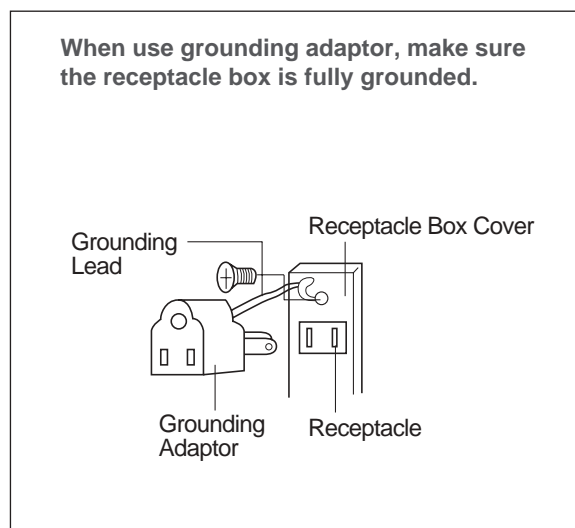 When use grounding adaptor, make sure
the receptacle box is fully grounded.
Receptacle Box Cover
Grounding
Lead
Grounding
Adaptor
Receptacle